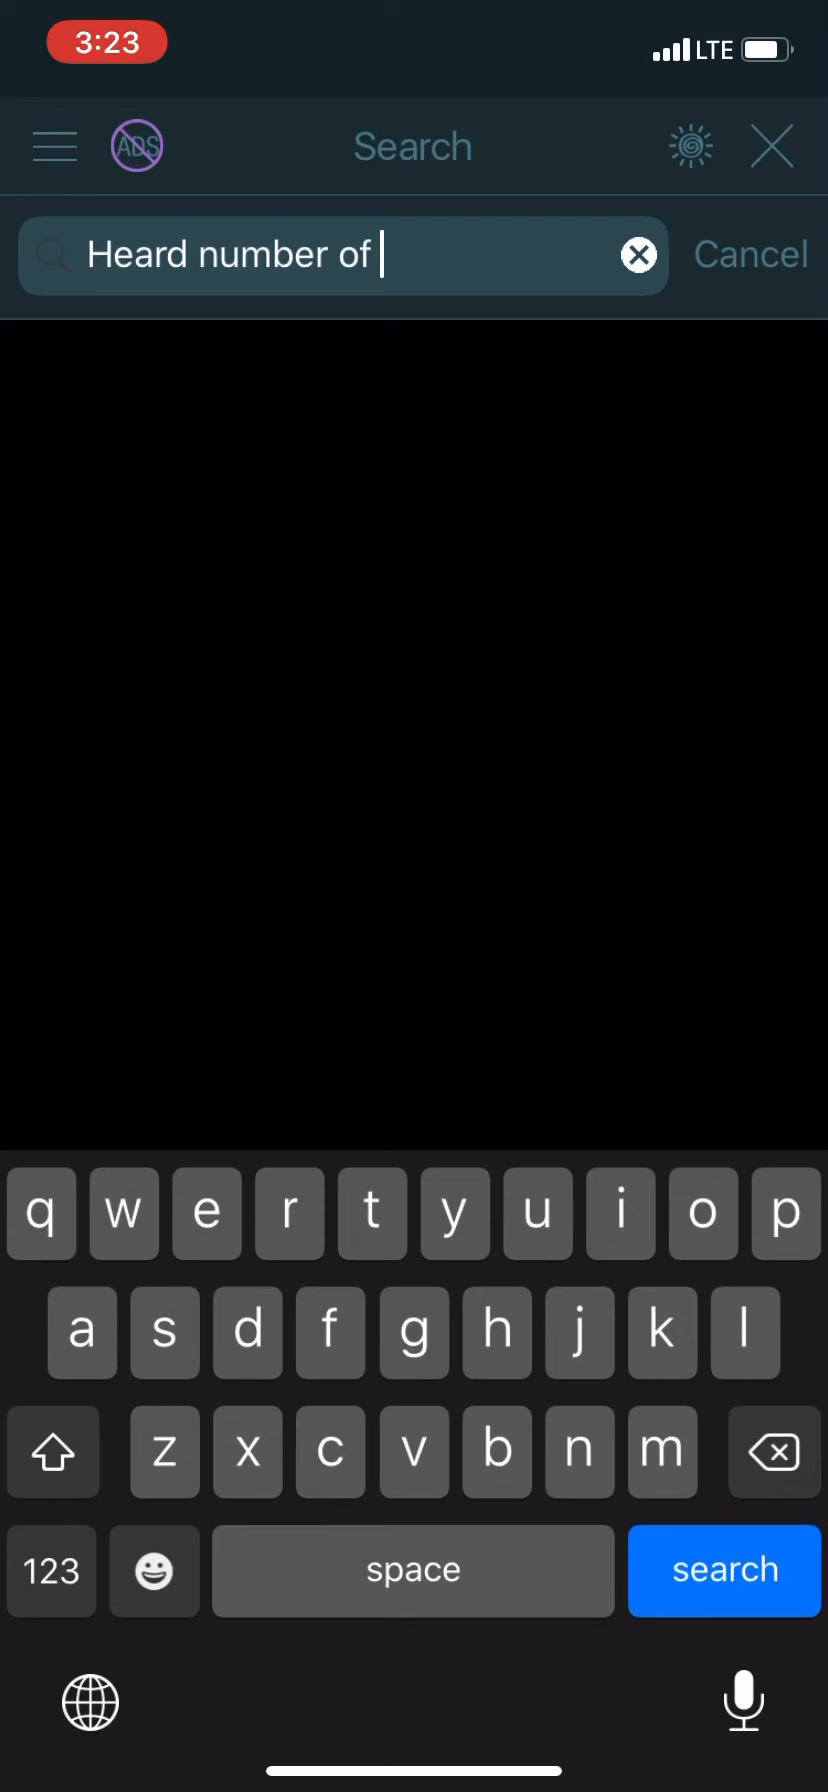 3:23
LTE
ADS
Search
Heard number of
Cancel
q w e r t y u i o p
a s d f g h j k l
z x c v b n m
123 space search